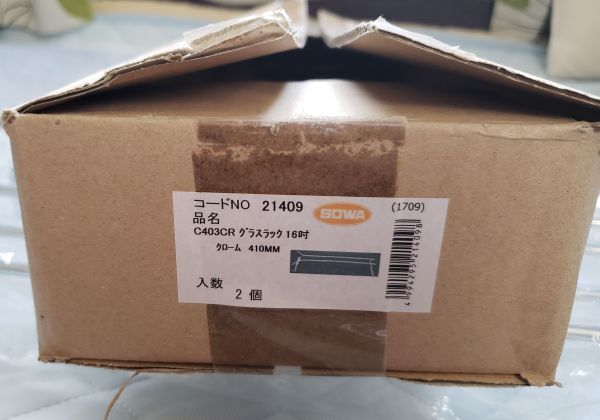 コードNO 21409 SOWA (1709)
品名
C403CR グラスラック16吋
クローム 410MM
入数
2個
4994295214098